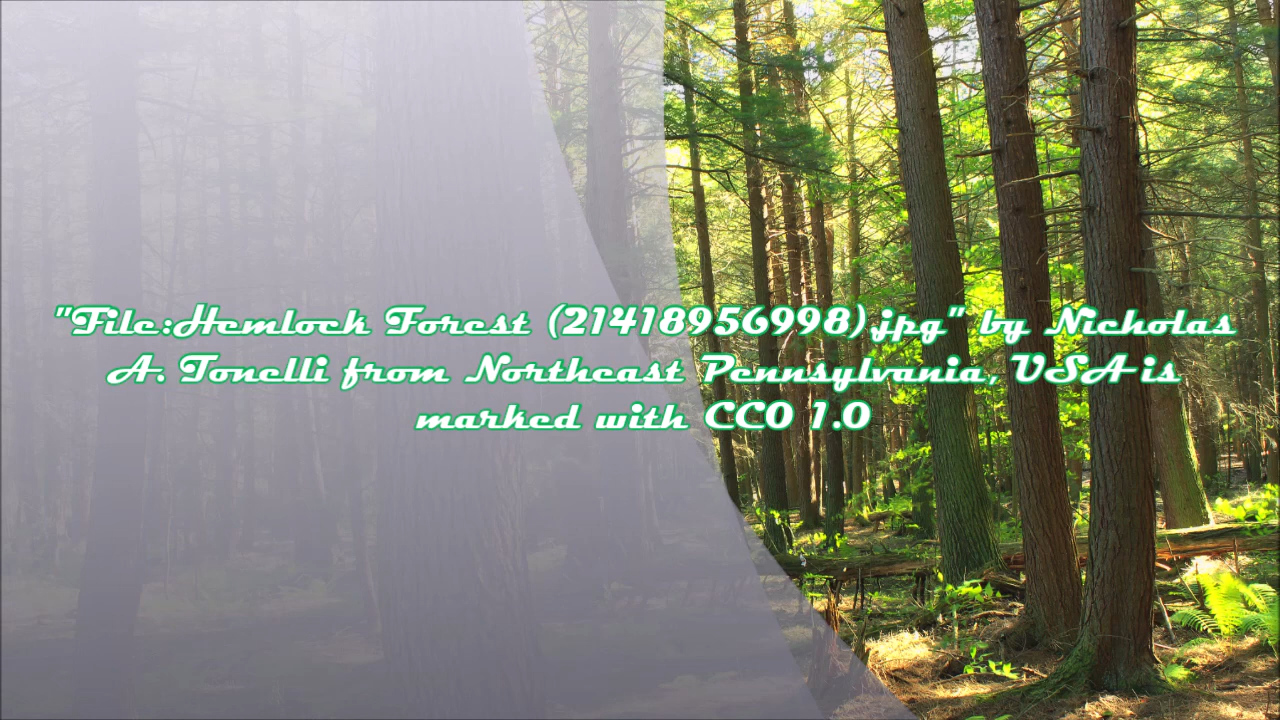 "File:Hemlock Forest (21418956998).jpg" by Nicholas
A. Tonelli from Northeast Pennsylvania, USA is
marked with CC0 1.0